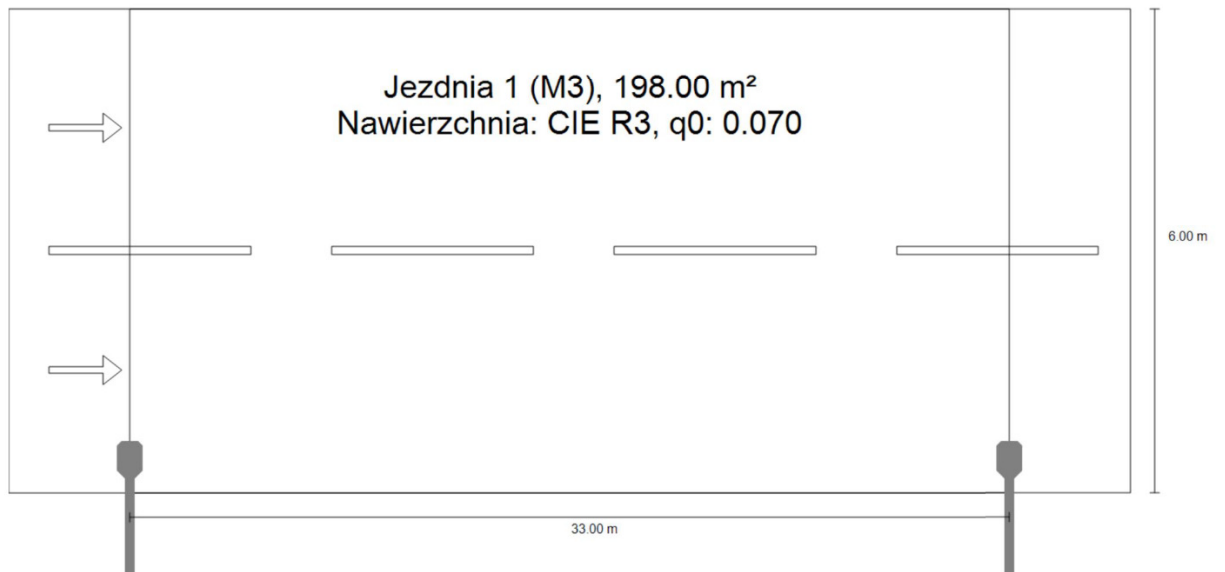 Jezdnia 1 (M3), 198.00 m²
Nawierzchnia: CIE R3, q0: 0.070
6.00 m
33.00 m